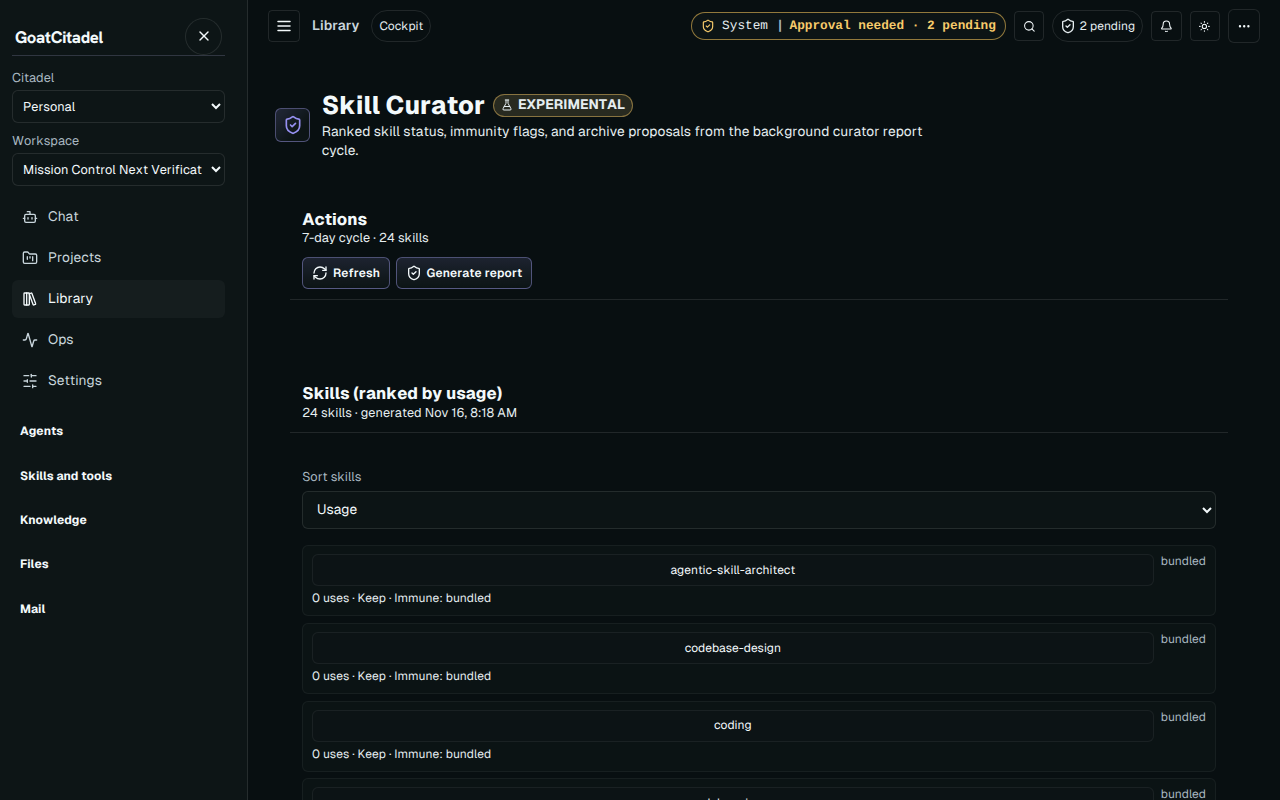 GoatCitadel
Citadel
Personal
Workspace
Mission Control Next Verificat
Chat
Projects
Library
Ops
Settings
Agents
Skills and tools
Knowledge
Files
Mail
Library
Cockpit
System | Approval needed · 2 pending
2 pending
Skill Curator
EXPERIMENTAL
Ranked skill status, immunity flags, and archive proposals from the background curator report
cycle.
Actions
7-day cycle · 24 skills
Refresh
Generate report
Skills (ranked by usage)
24 skills · generated Nov 16, 8:18 AM
Sort skills
Usage
agentic-skill-architect
bundled
0 uses · Keep · Immune: bundled
codebase-design
bundled
0 uses · Keep · Immune: bundled
coding
bundled
0 uses · Keep · Immune: bundled
bundled